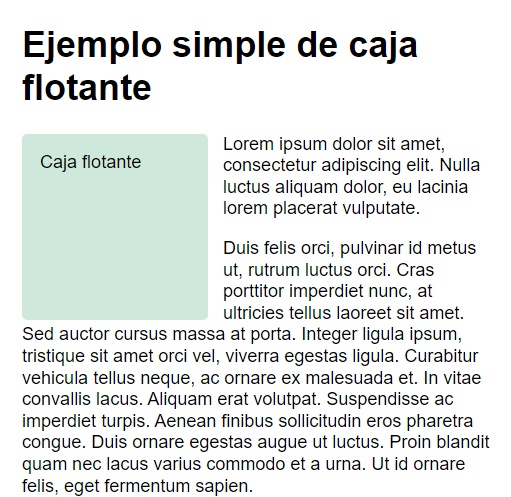 Ejemplo simple de caja
flotante
Caja flotante
Lorem ipsum dolor sit amet,
consectetur adipiscing elit. Nulla
luctus aliquam dolor, eu lacinia
lorem placerat vulputate.
Duis felis orci, pulvinar id metus
ut, rutrum luctus orci. Cras
porttitor imperdiet nunc, at
ultricies tellus laoreet sit amet.
Sed auctor cursus massa at porta. Integer ligula ipsum,
tristique sit amet orci vel, viverra egestas ligula. Curabitur
vehicula tellus neque, ac ornare ex malesuada et. In vitae
convallis lacus. Aliquam erat volutpat. Suspendisse ac
imperdiet turpis. Aenean finibus sollicitudin eros pharetra
congue. Duis ornare egestas augue ut luctus. Proin blandit
quam nec lacus varius commodo et a urna. Ut id ornare
felis, eget fermentum sapien.